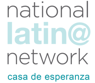 national
latin@
network
casa de esperanza